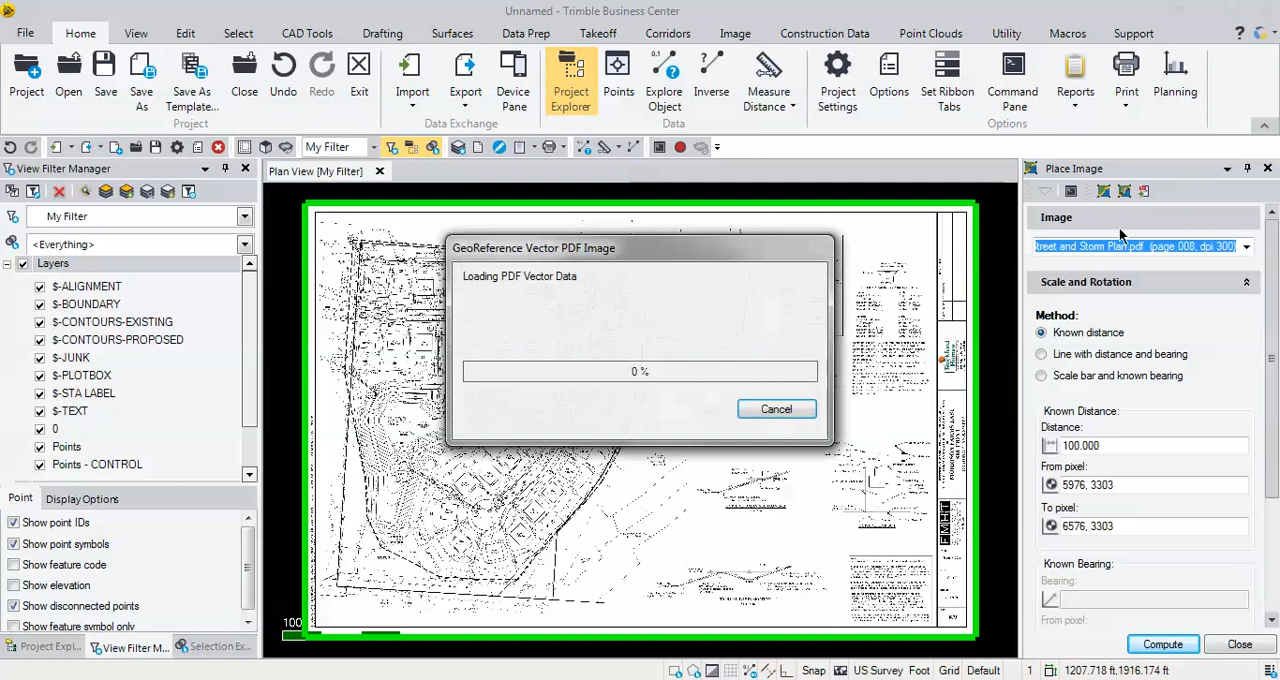 Unnamed - Trimble Business Center
File Home View Edit Select CAD Tools Drafting Surfaces Data Prep Takeoff Corridors Image Construction Data Point Clouds Utility Macros Support
Project Open Save Save As Save As Template... Close Undo Redo Exit Import Export Device Pane Project Explorer Points Explore Object Inverse Measure Distance Project Settings Options Set Ribbon Tabs Command Pane Reports Print Planning
Project Data Exchange Data Options
My Filter
View Filter Manager
Plan View [My Filter]
Place Image
My Filter
<Everything>
Layers
$-ALIGNMENT
$-BOUNDARY
$-CONTOURS-EXISTING
$-CONTOURS-PROPOSED
$-JUNK
$-PLOTBOX
$-STA LABEL
$-TEXT
0
Points
Points - CONTROL
Point Display Options
Show point IDs
Show point symbols
Show feature code
Show elevation
Show disconnected points
Show feature symbol only
Project Expl... View Filter M... Selection Ex...
GeoReference Vector PDF Image
Loading PDF Vector Data
0 %
Cancel
100
Image
treet and Storm Plan.pdf (page 008, dpi 300)
Scale and Rotation
Method:
Known distance
Line with distance and bearing
Scale bar and known bearing
Known Distance:
Distance:
100.000
From pixel:
5976, 3303
To pixel:
6576, 3303
Known Bearing:
Bearing:
From pixel:
Compute Close
Snap US Survey Foot Grid Default 1 1207.718 ft,1916.174 ft